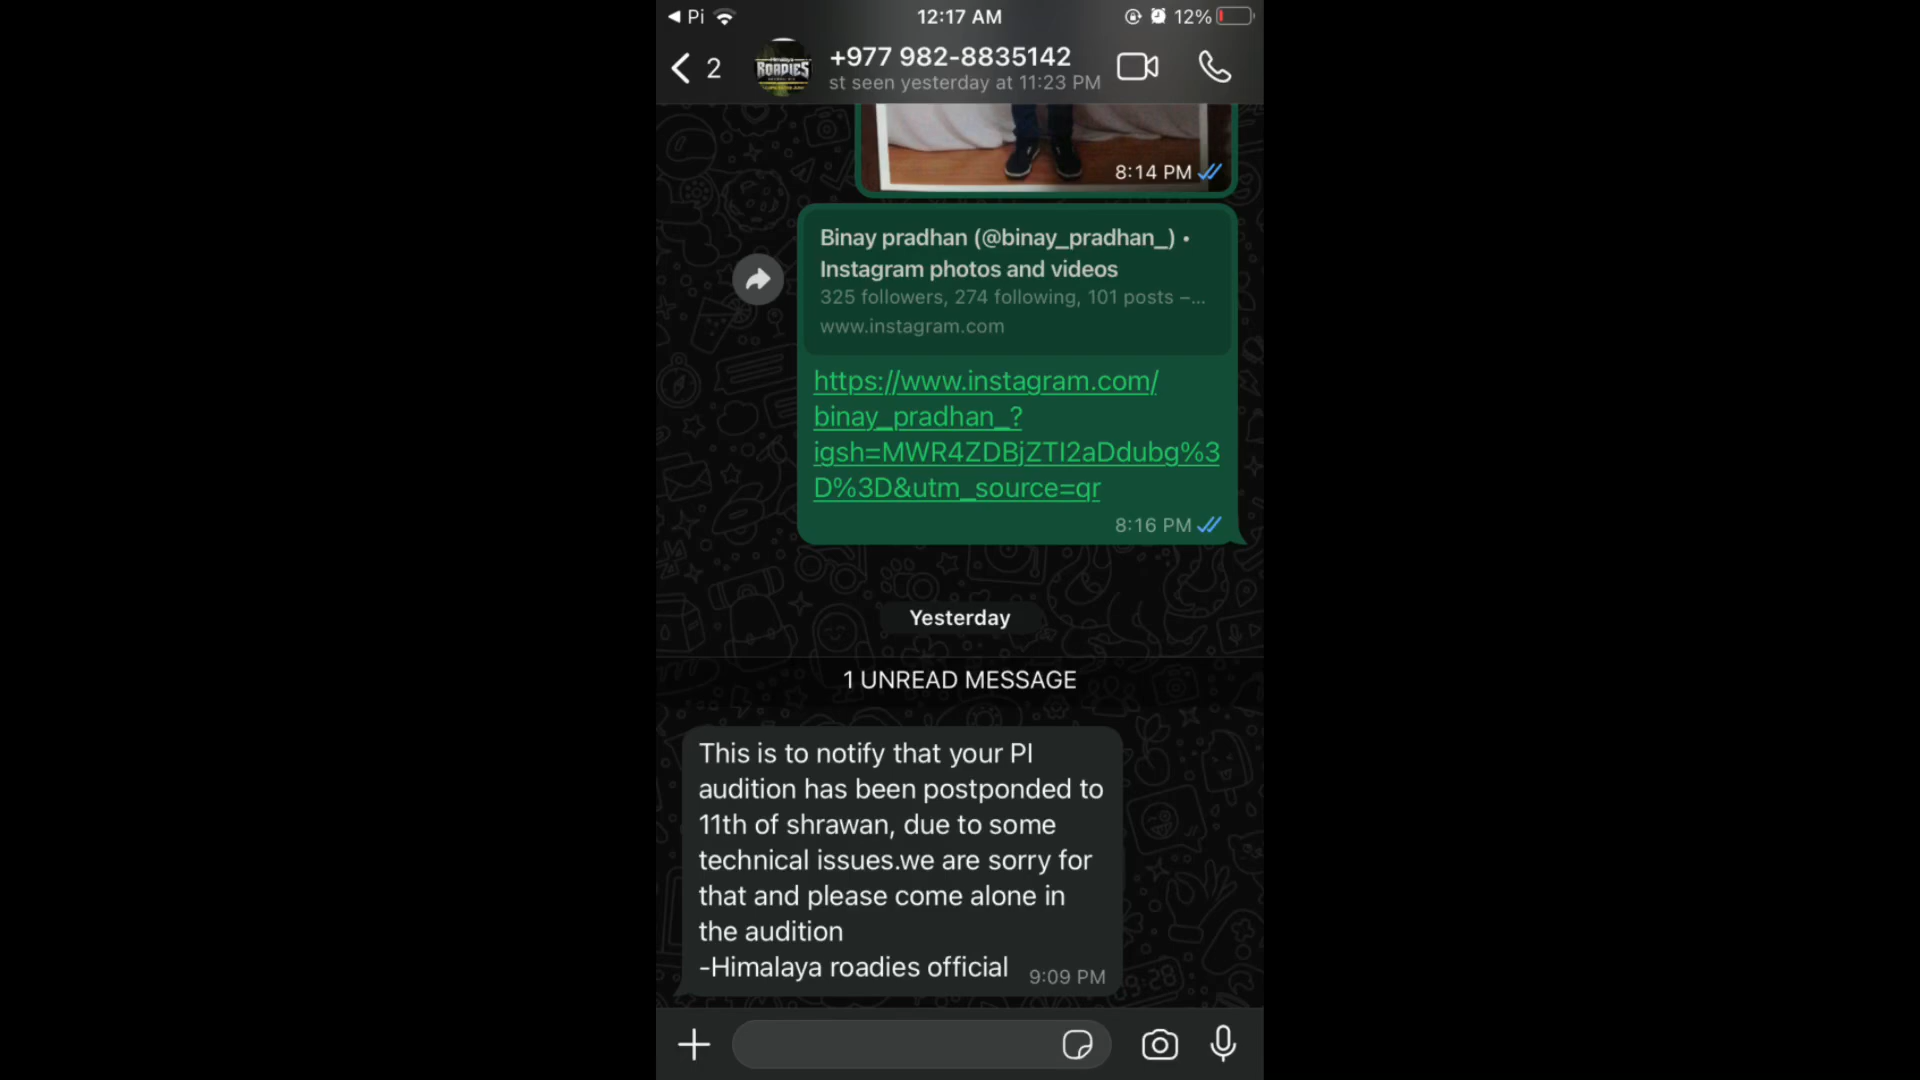 Pi
12:17 AM
12%
2
ROADIES
+977 982-8835142
st seen yesterday at 11:23 PM
8:14 PM
Binay pradhan (@binay_pradhan_) •
Instagram photos and videos
325 followers, 274 following, 101 posts –...
www.instagram.com
https://www.instagram.com/
binay_pradhan_?
igsh=MWR4ZDBjZTI2aDdubg%3
D%3D&utm_source=qr
8:16 PM
Yesterday
1 UNREAD MESSAGE
This is to notify that your PI
audition has been postponded to
11th of shrawan, due to some
technical issues.we are sorry for
that and please come alone in
the audition
-Himalaya roadies official
9:09 PM